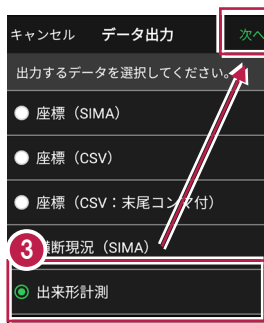 キャンセル データ出力 次へ
出力するデータを選択してください。
座標（SIMA）
座標（CSV）
座標（CSV：末尾コンマ付）
3 横断現況（SIMA）
出来形計測